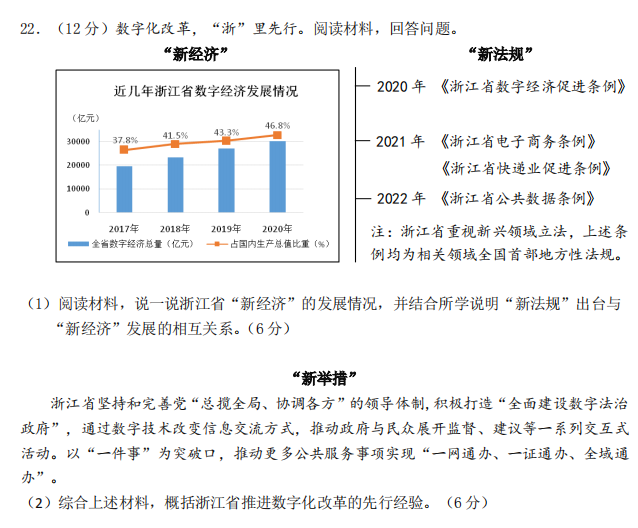 22. （12分）数字化改革，“浙”里先行。阅读材料，回答问题。
“新经济”
近几年浙江省数字经济发展情况
（亿元）
37.8%
41.5%
43.3%
46.8%
30000
20000
10000
0
2017年
2018年
2019年
2020年
全省数字经济总量（亿元）
占国内生产总值比重（%）
“新法规”
2020 年 《浙江省数字经济促进条例》
2021 年 《浙江省电子商务条例》
《浙江省快递业促进条例》
2022 年 《浙江省公共数据条例》
注：浙江省重视新兴领域立法，上述条
例均为相关领域全国首部地方性法规。
（1）阅读材料，说一说浙江省“新经济”的发展情况，并结合所学说明“新法规”出台与
“新经济”发展的相互关系。（6分）
“新举措”
浙江省坚持和完善党“总揽全局、协调各方”的领导体制，积极打造“全面建设数字法治
政府”，通过数字技术改变信息交流方式，推动政府与民众展开监督、建议等一系列交互式
活动。以“一件事”为突破口，推动更多公共服务事项实现“一网通办、一证通办、全域通
办”。
（2）综合上述材料，概括浙江省推进数字化改革的先行经验。（6分）